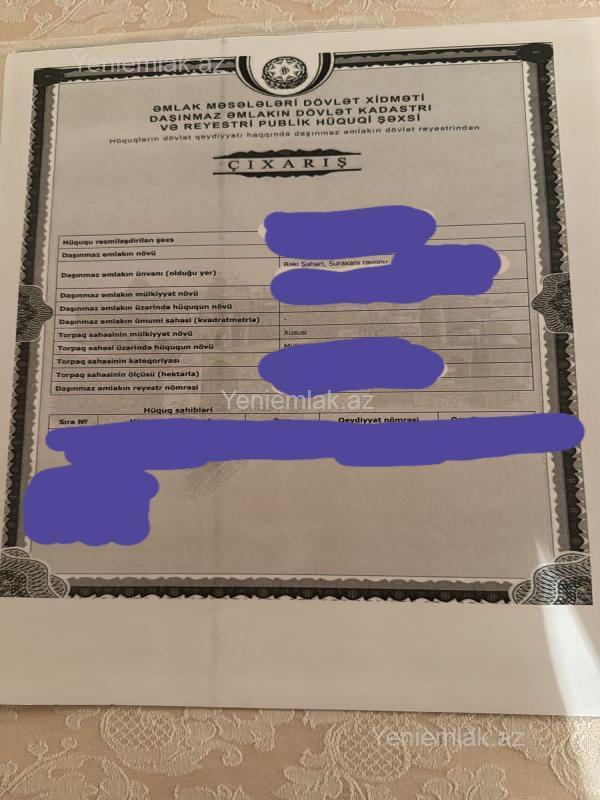 Yeniemlak.az
ƏMLAK MƏSƏLƏLƏRİ DÖVLƏT XİDMƏTİ
DAŞINMAZ ƏMLAKIN DÖVLƏT KADASTRI
VƏ REYESTRİ PUBLİK HÜQUQİ ŞƏXSİ
Hüquqların dövlət qeydiyyatı haqqında daşınmaz əmlakın dövlət reyestrindən
ÇIXARIŞ
Hüququ rəsmiləşdirilən şəxs
Daşınmaz əmlakın növü
Daşınmaz əmlakın ünvanı (olduğu yer) Bakı Şəhəri, Suraxanı rayonu
Daşınmaz əmlakın mülkiyyət növü
Daşınmaz əmlakın üzərində hüququn növü
Daşınmaz əmlakın ümumi sahəsi (kvadratmetrlə) -
Torpaq sahəsinin mülkiyyət növü Xüsusi
Torpaq sahəsi üzərində hüququn növü
Torpaq sahəsinin kateqoriyası
Torpaq sahəsinin ölçüsü (hektarla)
Daşınmaz əmlakın reyestr nömrəsi
Yeniemlak.az
Hüquq sahibləri
Sıra № Qeydiyyat nömrəsi
Yeniemlak.az